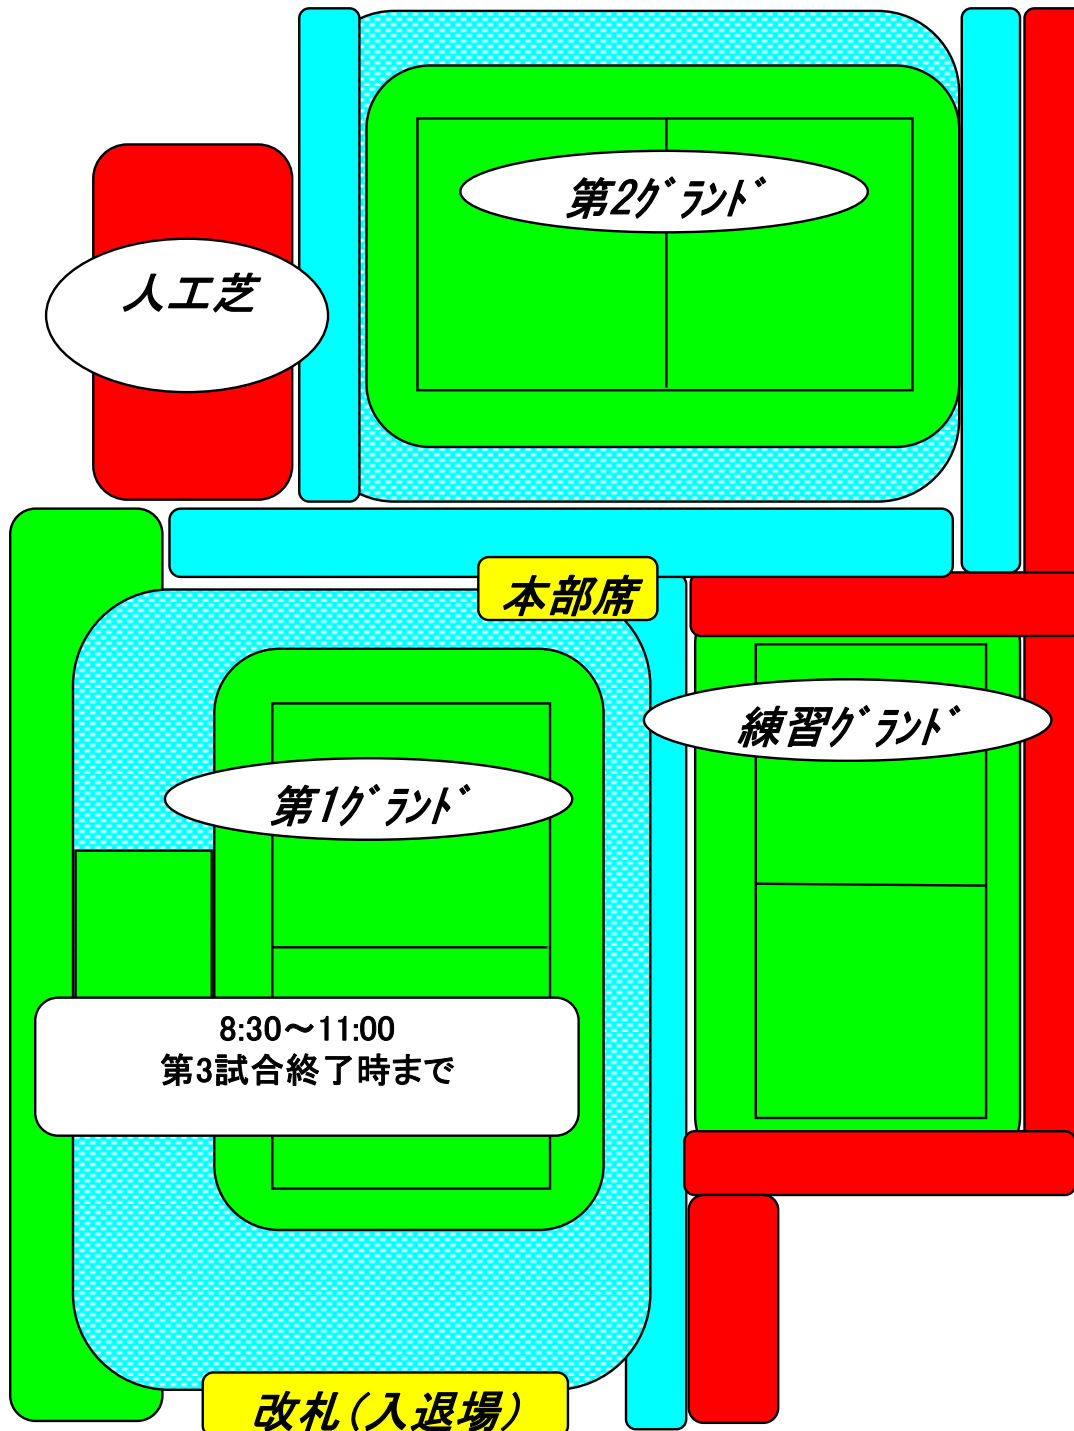 第2ｸﾞﾗﾝﾄﾞ
人工芝
本部席
練習ｸﾞﾗﾝﾄﾞ
第1ｸﾞﾗﾝﾄﾞ
8:30～11:00
第3試合終了時まで
改札（入退場）